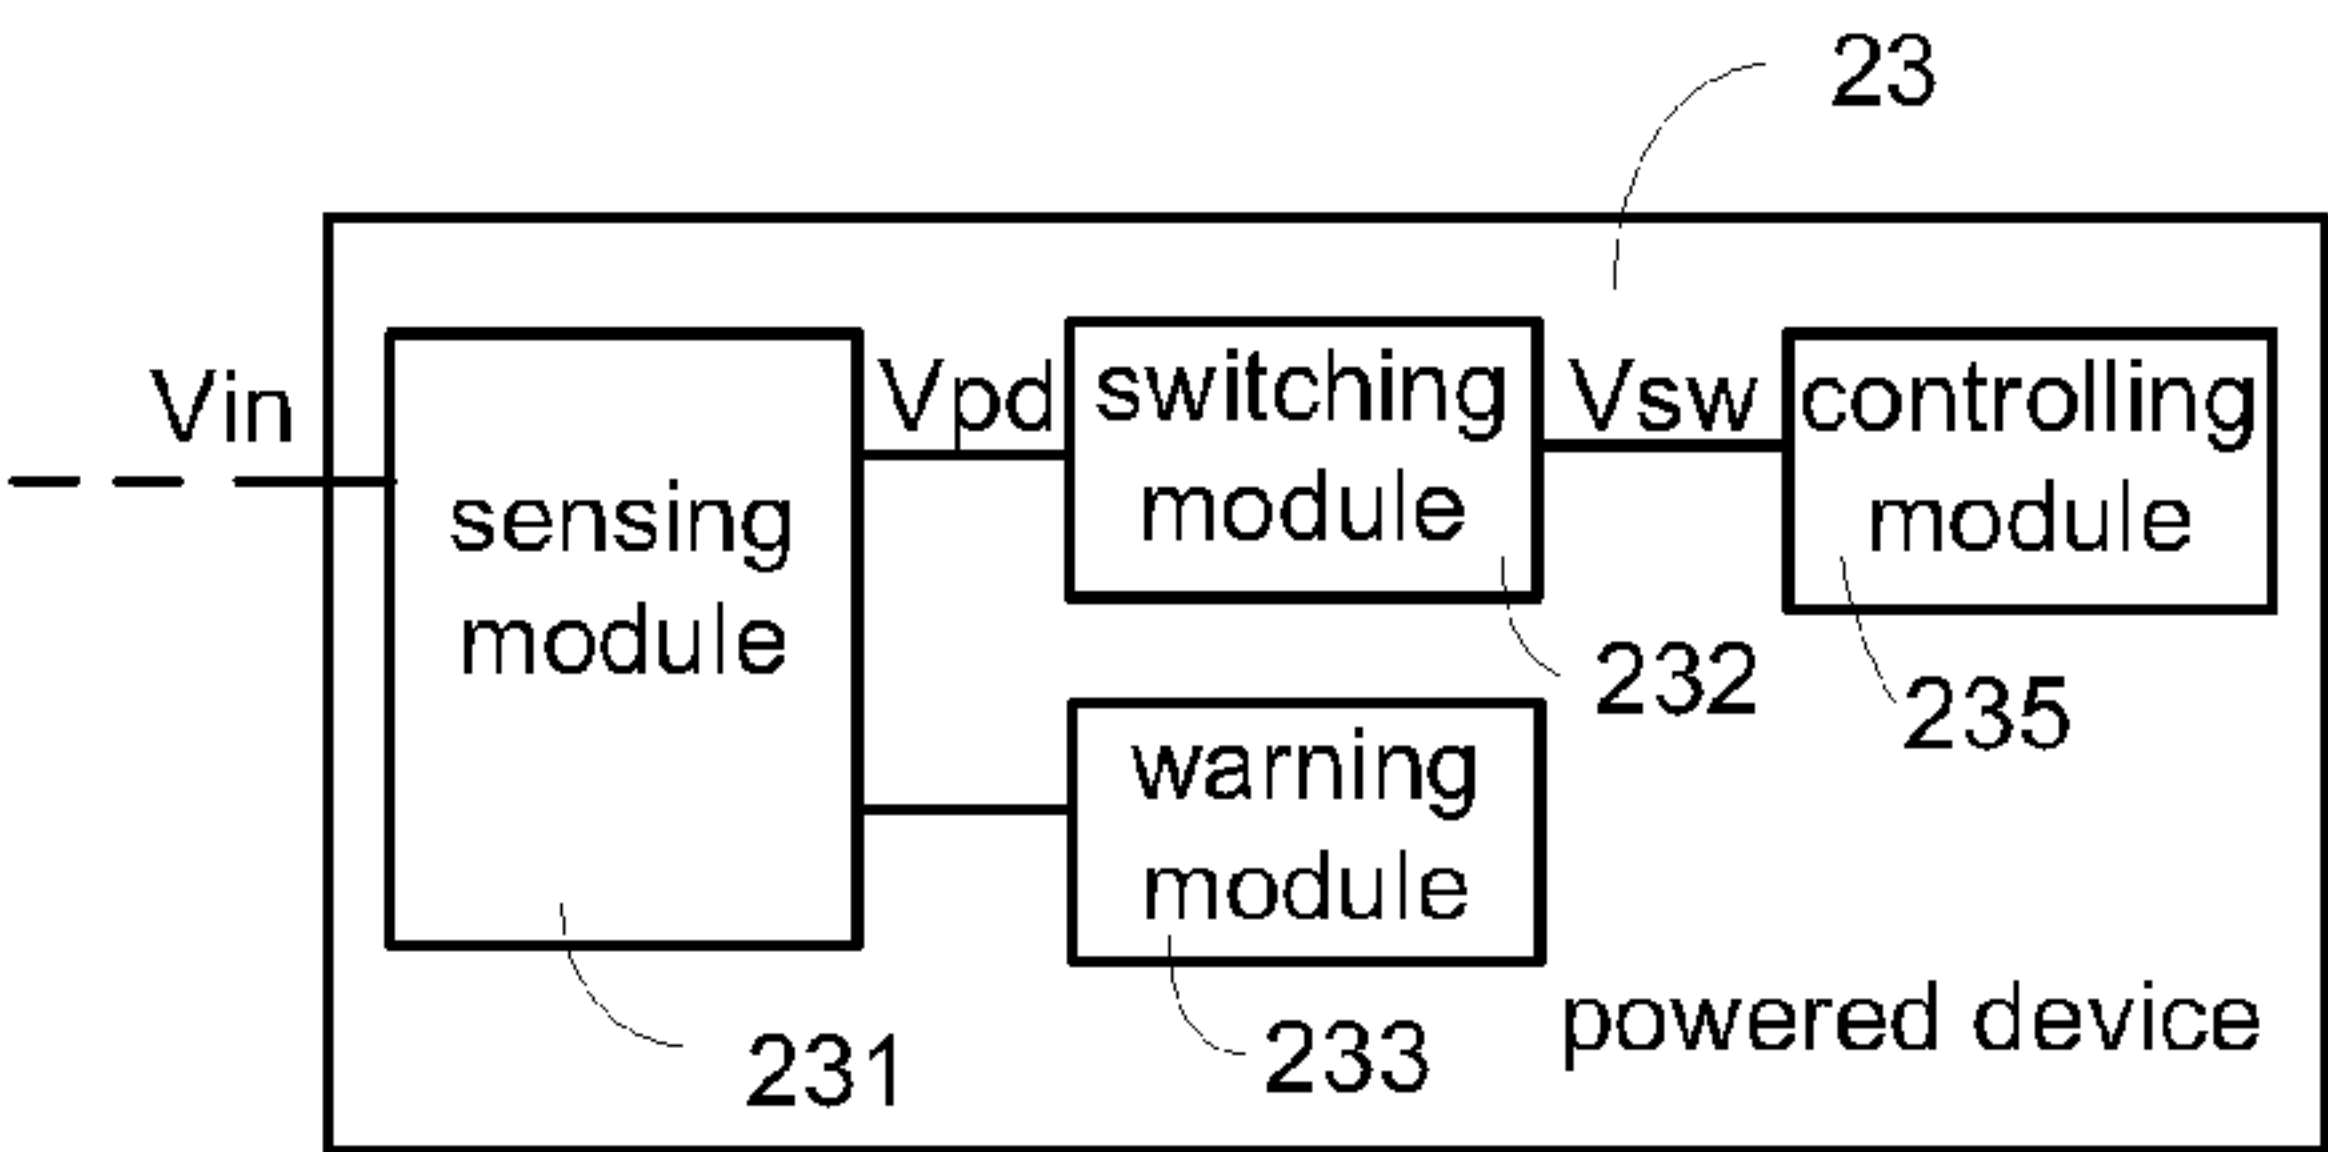 23
Vin
sensing
module
231
Vpd
switching
module
232
Vsw
controlling
module
235
warning
module
233
powered device